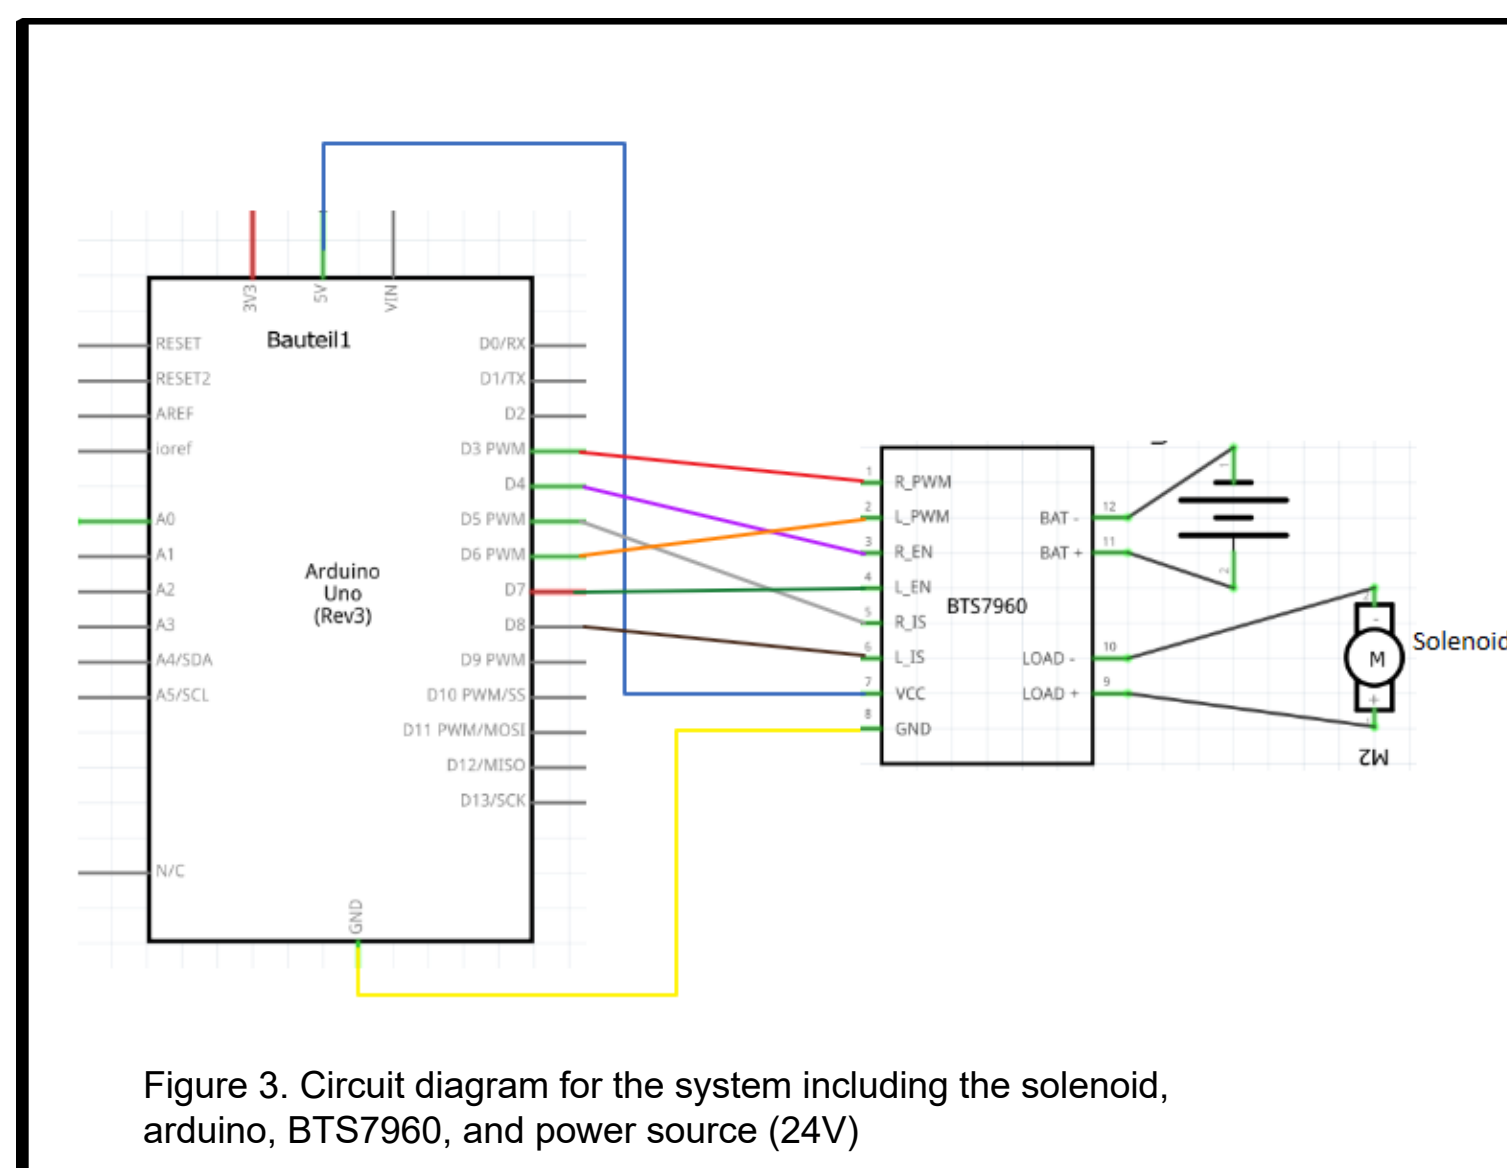 3V3
5V
VIN
Bauteil1
RESET
RESET2
AREF
ioref
A0
A1
A2
A3
A4/SDA
A5/SCL
N/C
D0/RX
D1/TX
D2
D3 PWM
D4
D5 PWM
D6 PWM
D7
D8
D9 PWM
D10 PWM/SS
D11 PWM/MOSI
D12/MISO
D13/SCK
Arduino
Uno
(Rev3)
GND
1 R_PWM
2 L_PWM
3 R_EN
4 L_EN
5 R_IS
6 L_IS
7 VCC
8 GND
BTS7960
BAT - 12
BAT + 11
LOAD - 10
LOAD + 9
1
2
-
M
+
Solenoid
M2
Figure 3. Circuit diagram for the system including the solenoid,
arduino, BTS7960, and power source (24V)